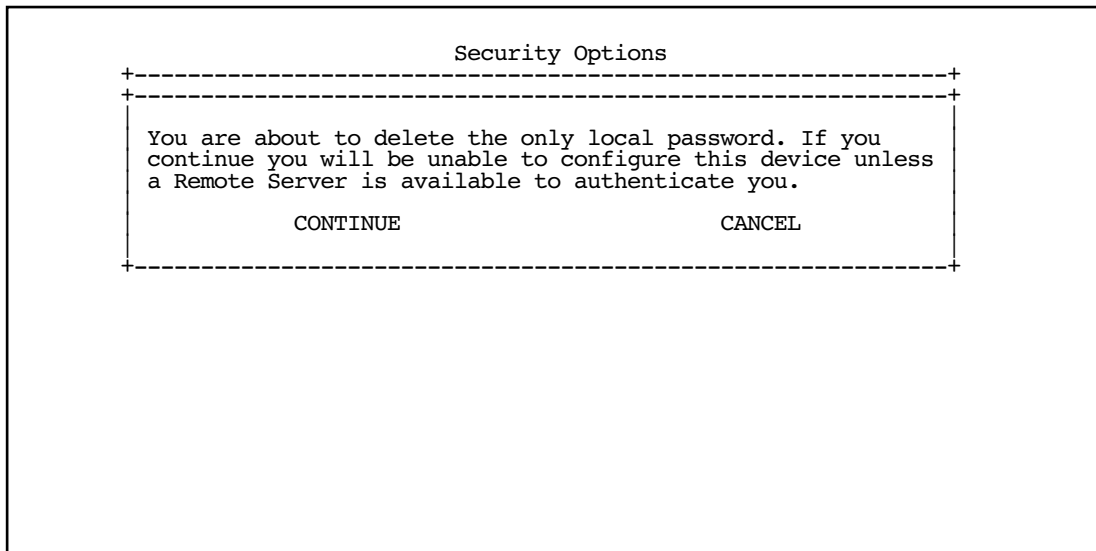 Security Options
+-------------------------------------------------------------+
+-------------------------------------------------------------+
You are about to delete the only local password. If you
continue you will be unable to configure this device unless
a Remote Server is available to authenticate you.
CONTINUE CANCEL
+-------------------------------------------------------------+